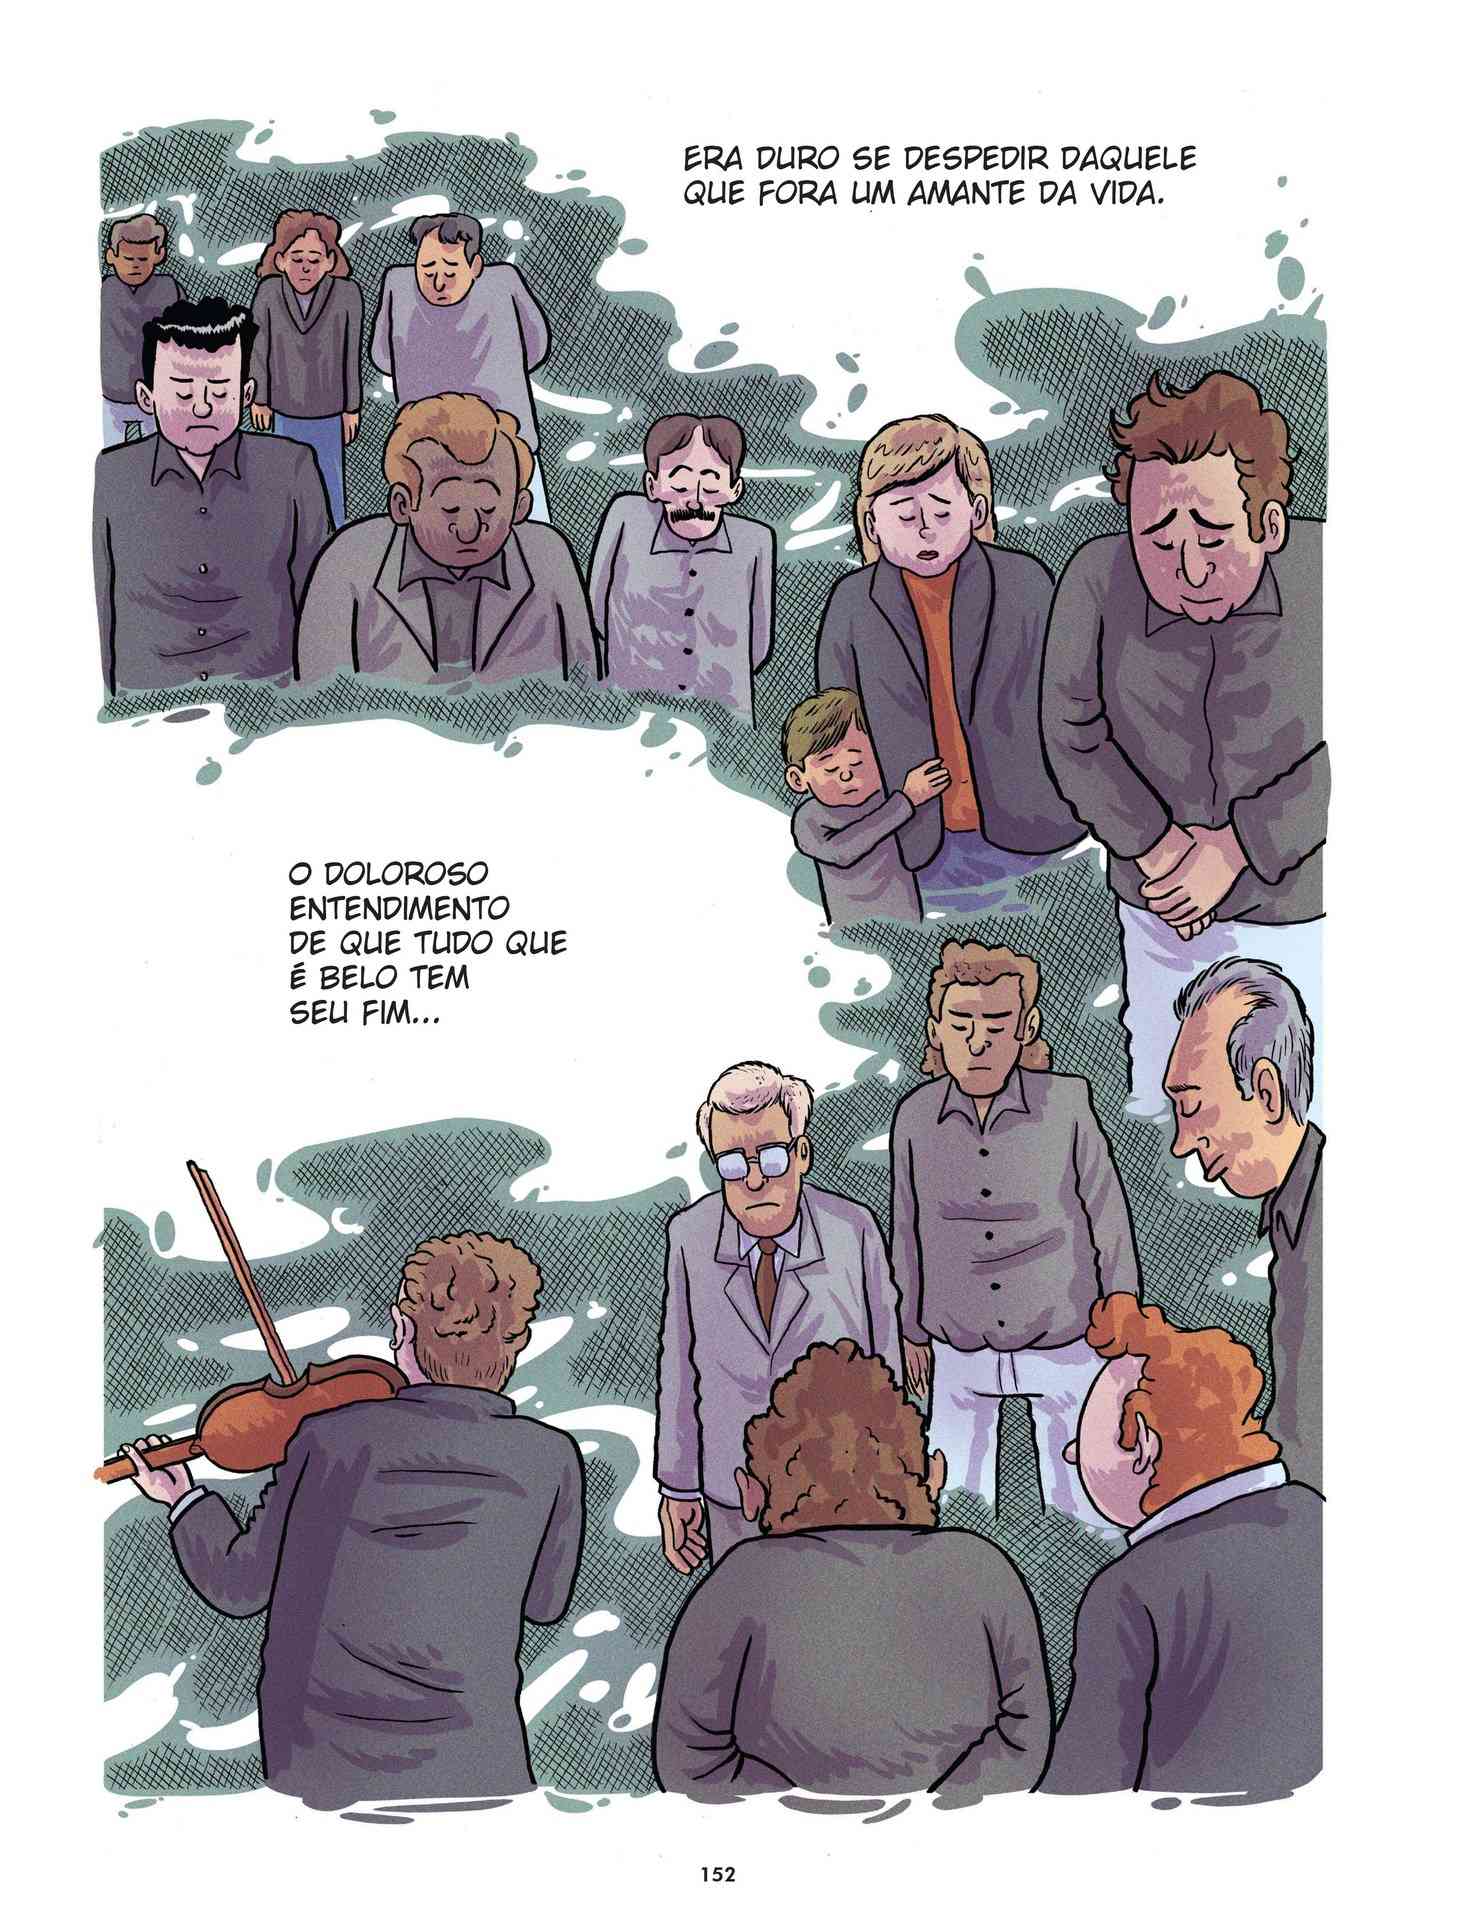 ERA DURO SE DESPEDIR DAQUELE
QUE FORA UM AMANTE DA VIDA.
O DOLOROSO
ENTENDIMENTO
DE QUE TUDO QUE
É BELO TEM
SEU FIM...
152